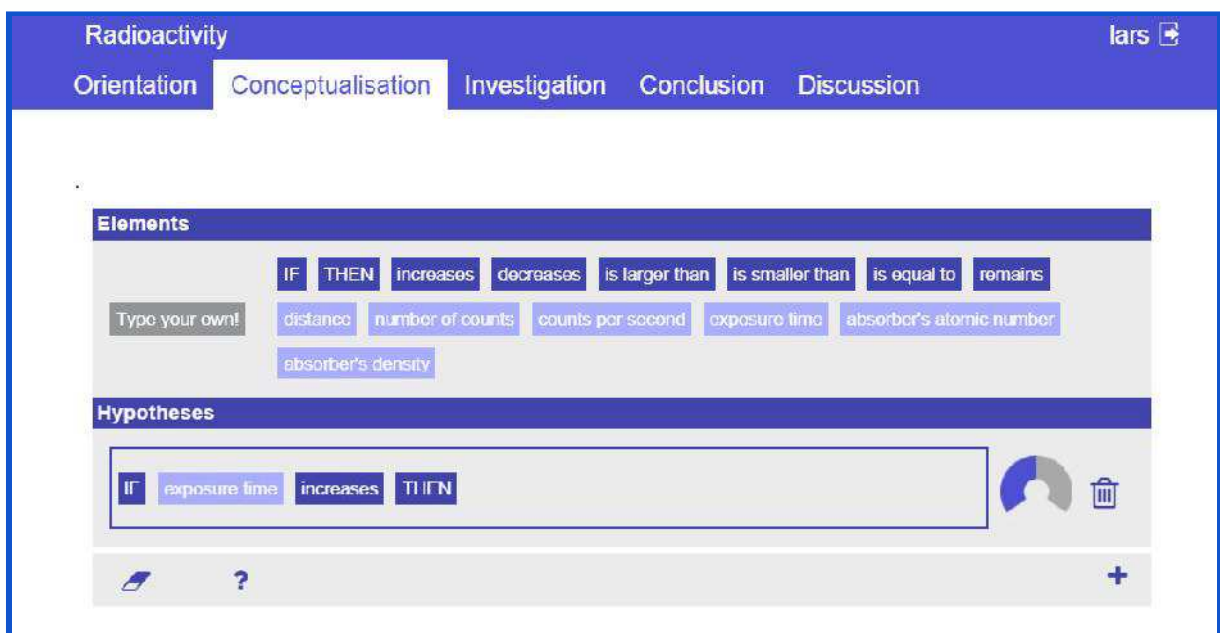 Radioactivity lars
Orientation Conceptualisation Investigation Conclusion Discussion
.
Elements
IF THEN increases decreases is larger than is smaller than is equal to remains
Type your own! distance number of counts counts per second exposure time absorber's atomic number
absorber's density
Hypotheses
IF exposure time increases THEN
? +